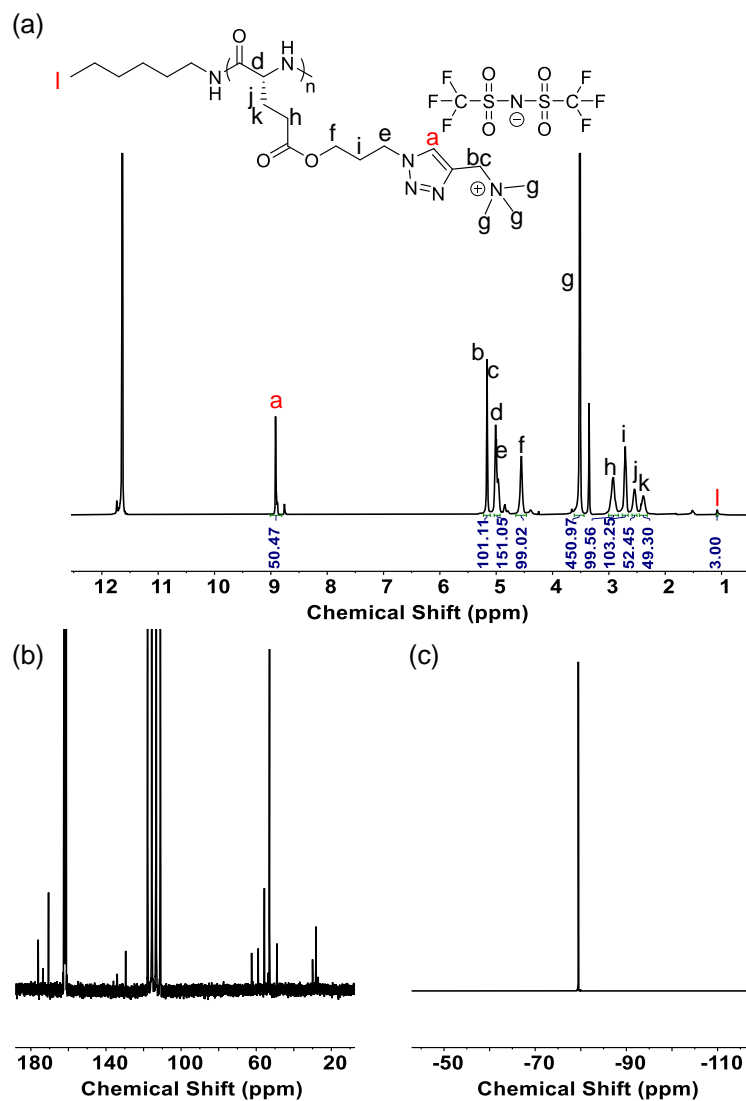 (a)
O
H
N
d
N
H
n
l
j
k
h
f
i
e
O
O
N
N
N
a
bc
N
⊕
g
g
g
F
F
F
C
O
S
O
N
⊖
O
S
O
C
F
F
F
g
b
c
a
d
e
f
i
h
j
k
l
50.47
101.11
151.05
99.02
450.97
99.56
103.25
52.45
49.30
3.00
12 11 10 9 8 7 6 5 4 3 2 1
Chemical Shift (ppm)
(b)
(c)
180 140 100 60 20
-50 -70 -90 -110
Chemical Shift (ppm)
Chemical Shift (ppm)